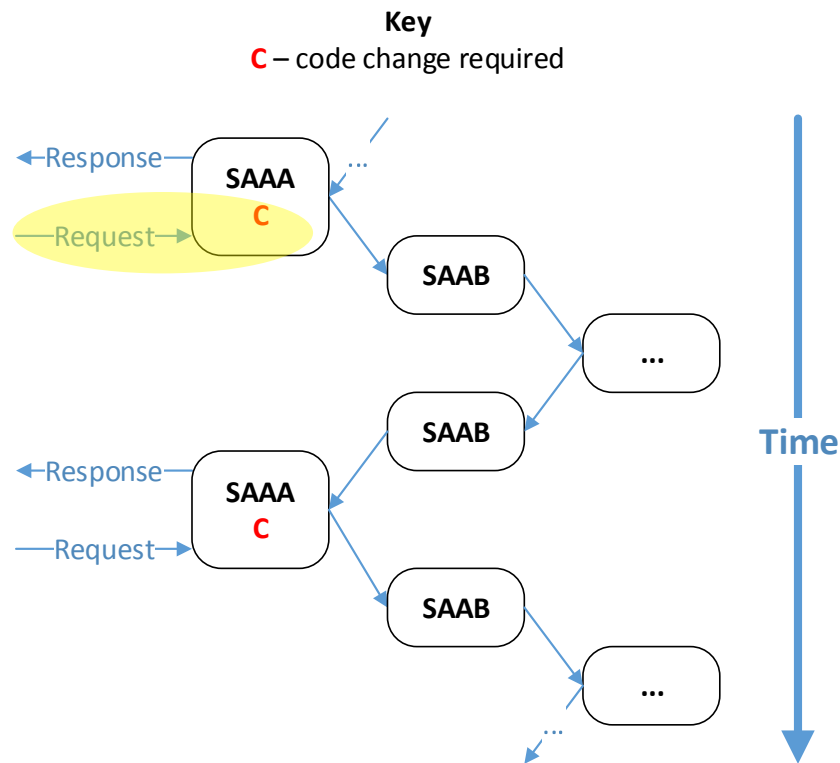 Key
C – code change required
...
Response
SAAA
C
Request
SAAB
...
SAAB
Time
Response
SAAA
C
Request
SAAB
...
...